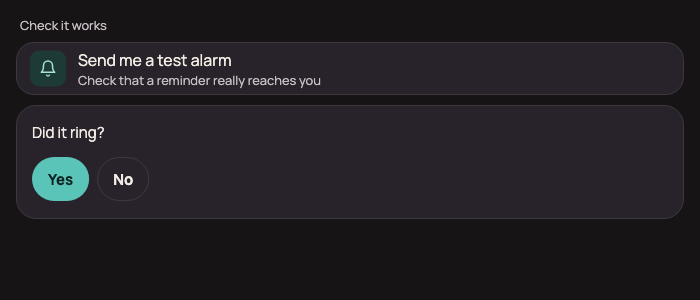 Check it works
Send me a test alarm
Check that a reminder really reaches you
Did it ring?
Yes
No